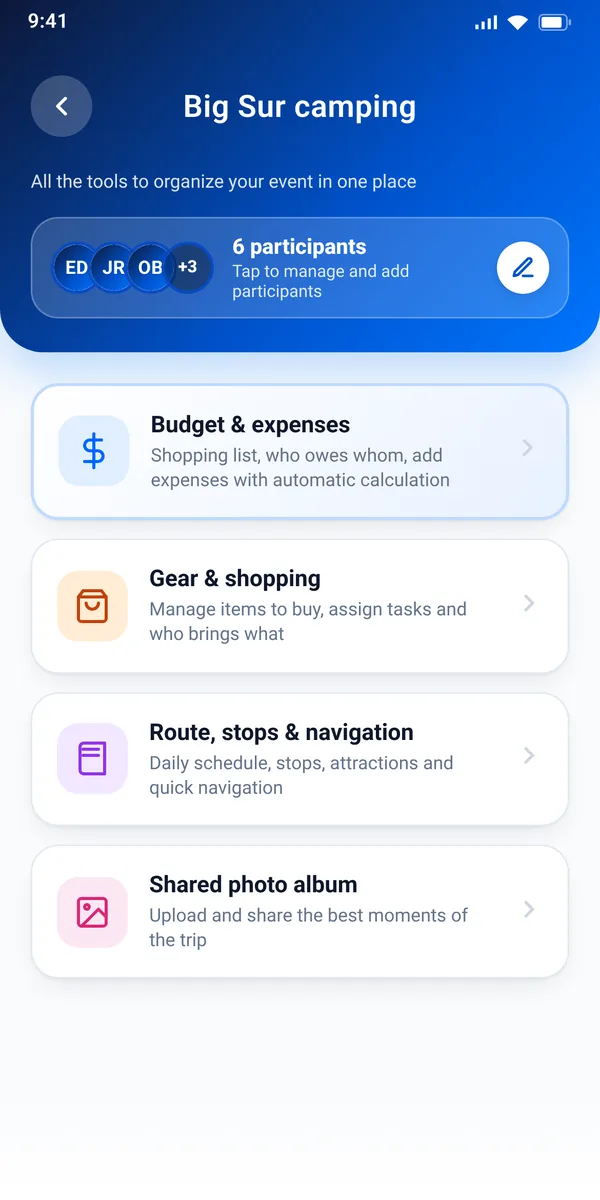 9:41
Big Sur camping
All the tools to organize your event in one place
ED JR OB +3
6 participants
Tap to manage and add
participants
Budget & expenses
Shopping list, who owes whom, add
expenses with automatic calculation
Gear & shopping
Manage items to buy, assign tasks and
who brings what
Route, stops & navigation
Daily schedule, stops, attractions and
quick navigation
Shared photo album
Upload and share the best moments of
the trip